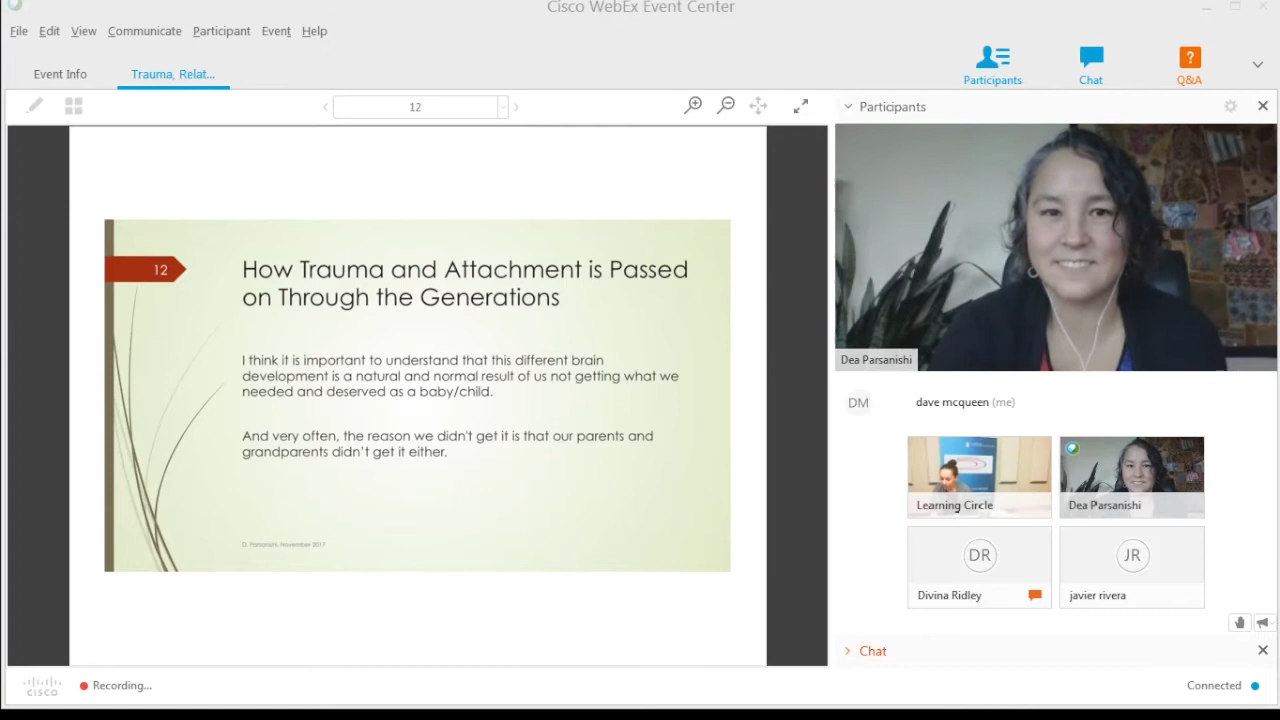 Cisco WebEx Event Center
File Edit View Communicate Participant Event Help
Participants Chat Q&A
Event Info Trauma, Relat...
12
Participants
12
How Trauma and Attachment is Passed
on Through the Generations
I think it is important to understand that this different brain
development is a natural and normal result of us not getting what we
needed and deserved as a baby/child.
And very often, the reason we didn't get it is that our parents and
grandparents didn't get it either.
D. Parsanishi, November 2017
Dea Parsanishi
DM dave mcqueen (me)
Learning Circle
Dea Parsanishi
DR
JR
Divina Ridley
javier rivera
Chat
CISCO
Recording...
Connected